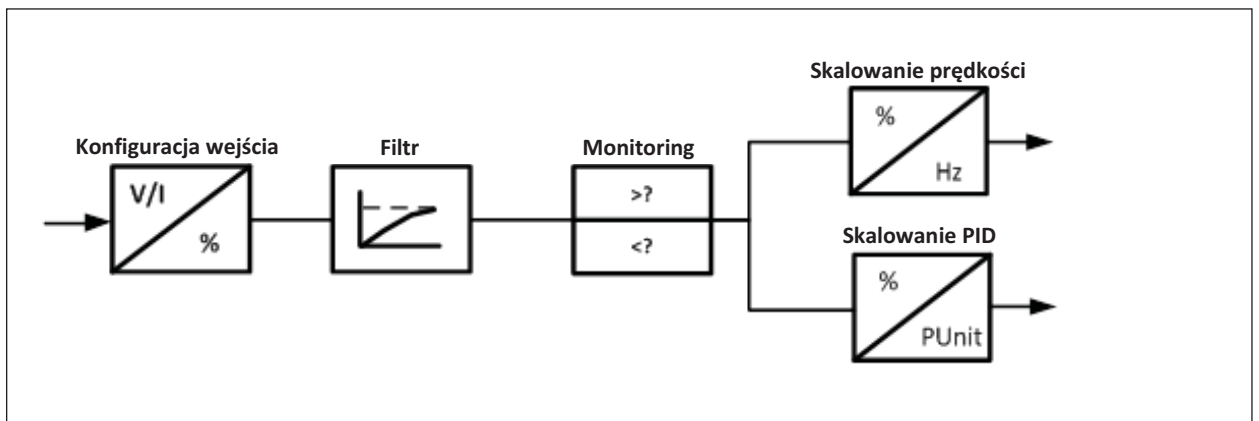 Skalowanie prędkości
%
Hz
Konfiguracja wejścia
V/I
%
Filtr
Monitoring
>?
<?
Skalowanie PID
%
PUnit